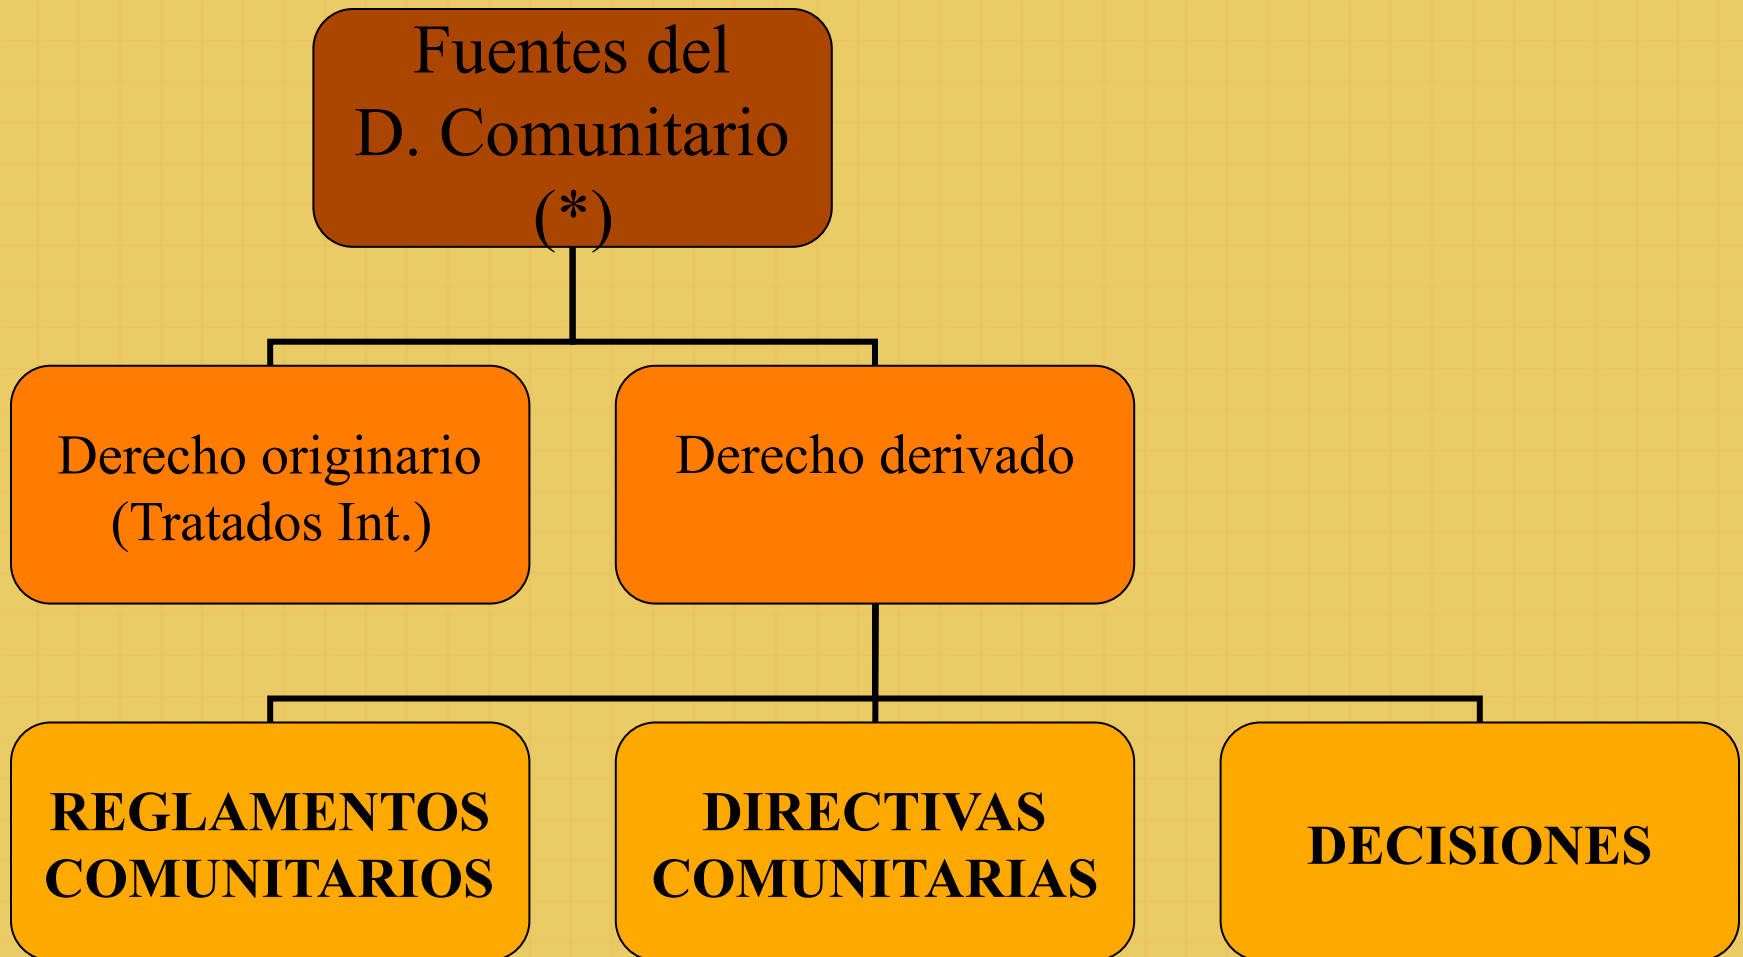 Fuentes del
D. Comunitario
(*)
Derecho originario
(Tratados Int.)
Derecho derivado
REGLAMENTOS
COMUNITARIOS
DIRECTIVAS
COMUNITARIAS
DECISIONES